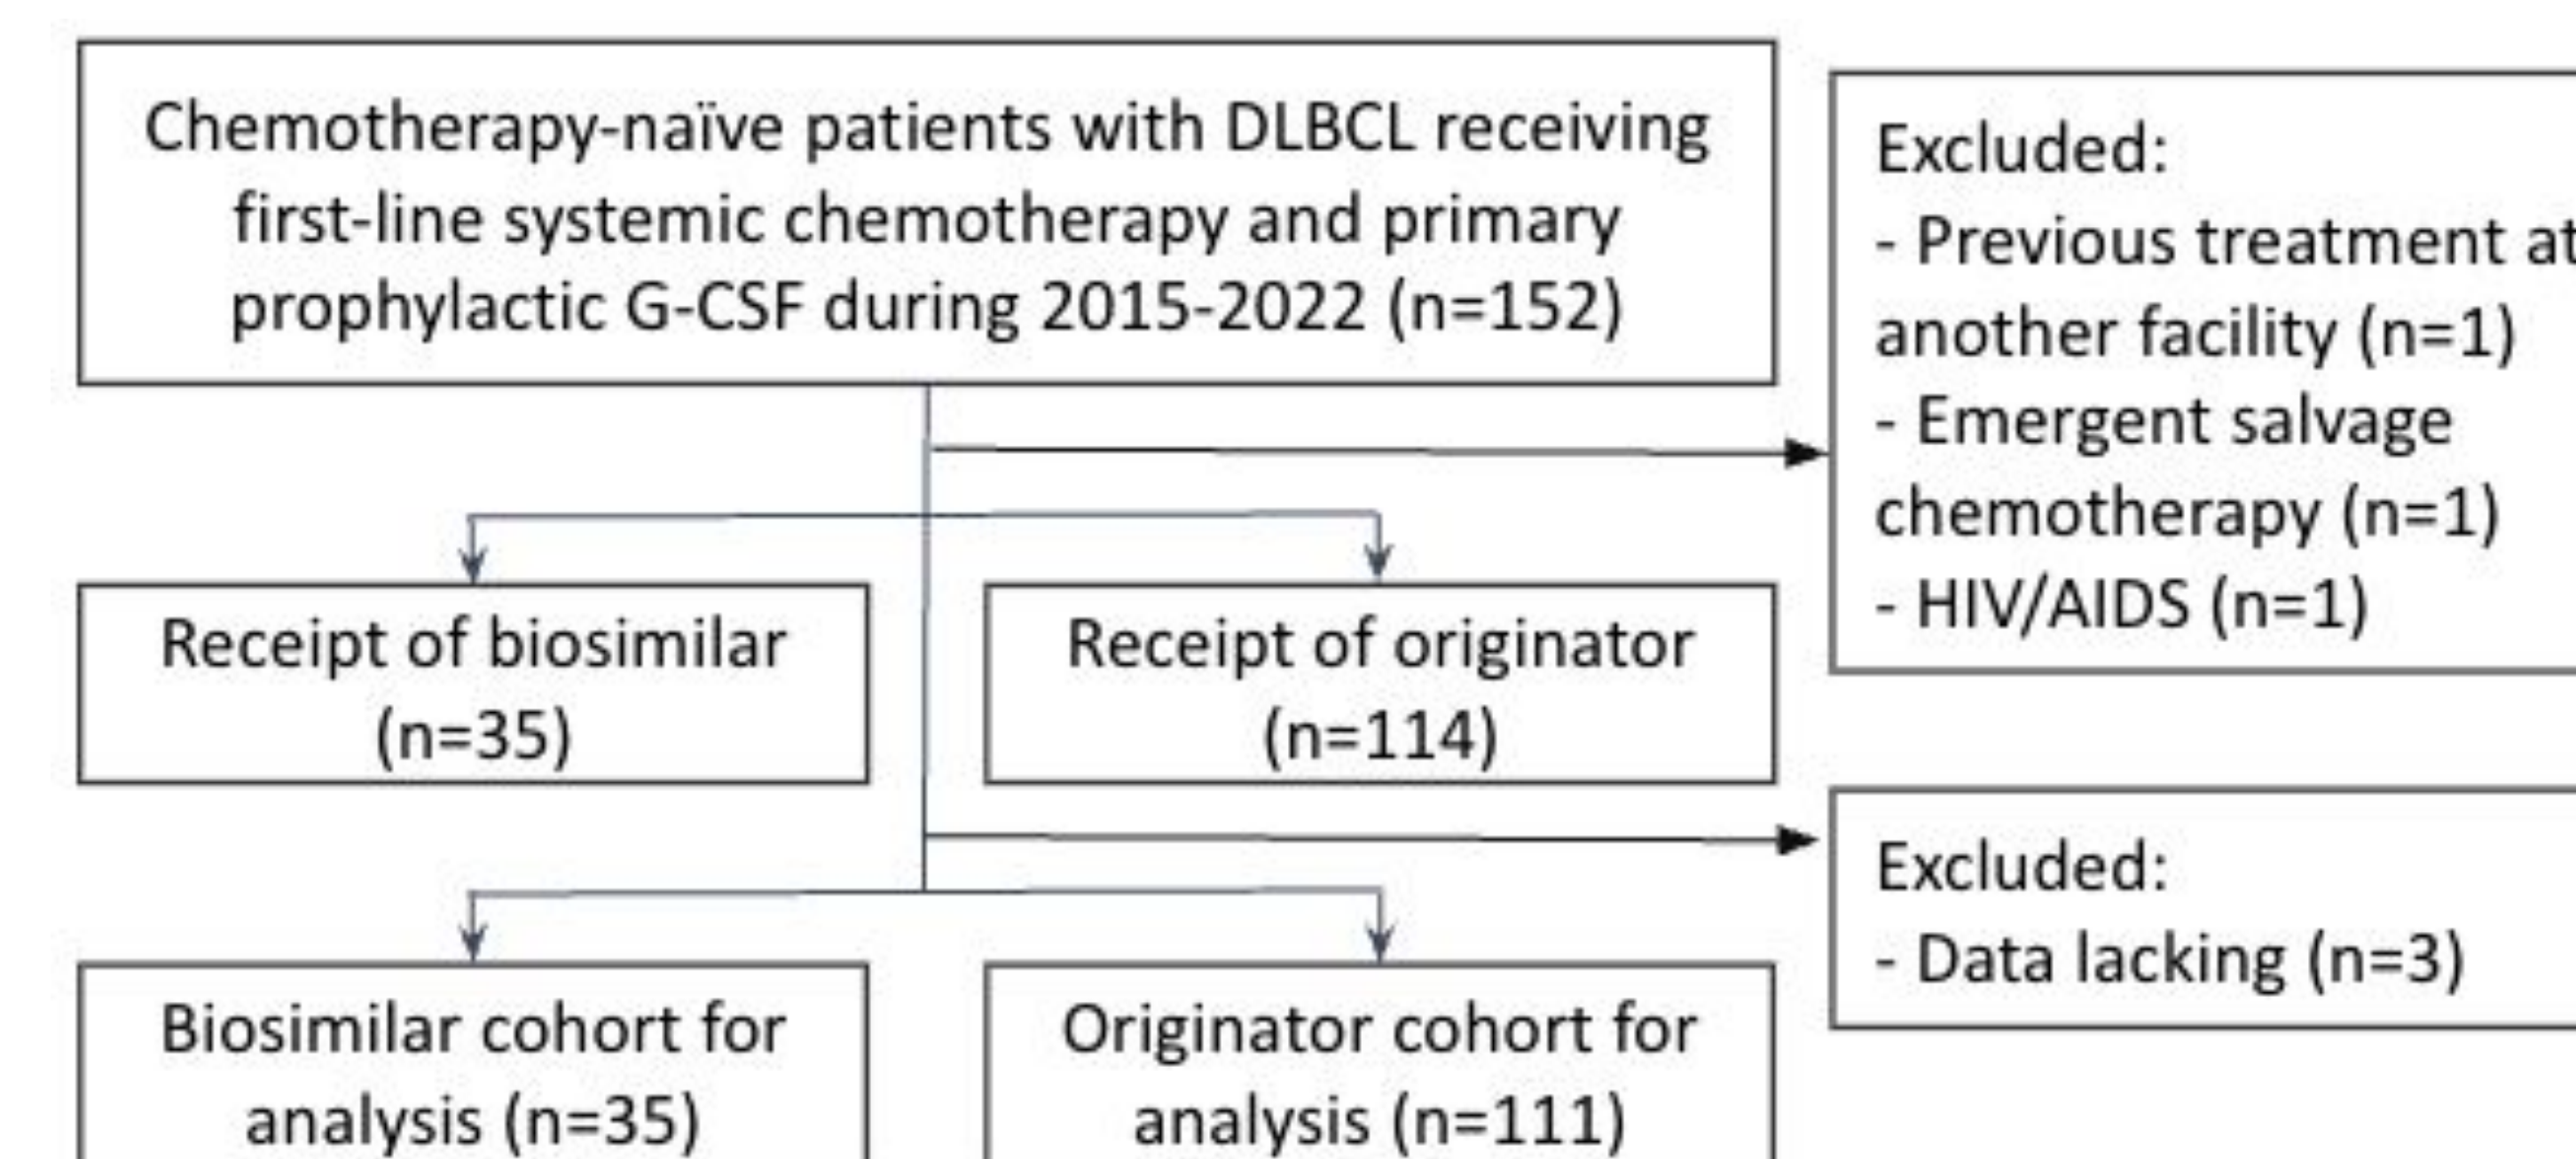 Chemotherapy-naïve patients with DLBCL receiving
first-line systemic chemotherapy and primary
prophylactic G-CSF during 2015-2022 (n=152)
Excluded:
- Previous treatment at
another facility (n=1)
- Emergent salvage
chemotherapy (n=1)
- HIV/AIDS (n=1)
Receipt of biosimilar
(n=35)
Receipt of originator
(n=114)
Excluded:
- Data lacking (n=3)
Biosimilar cohort for
analysis (n=35)
Originator cohort for
analysis (n=111)